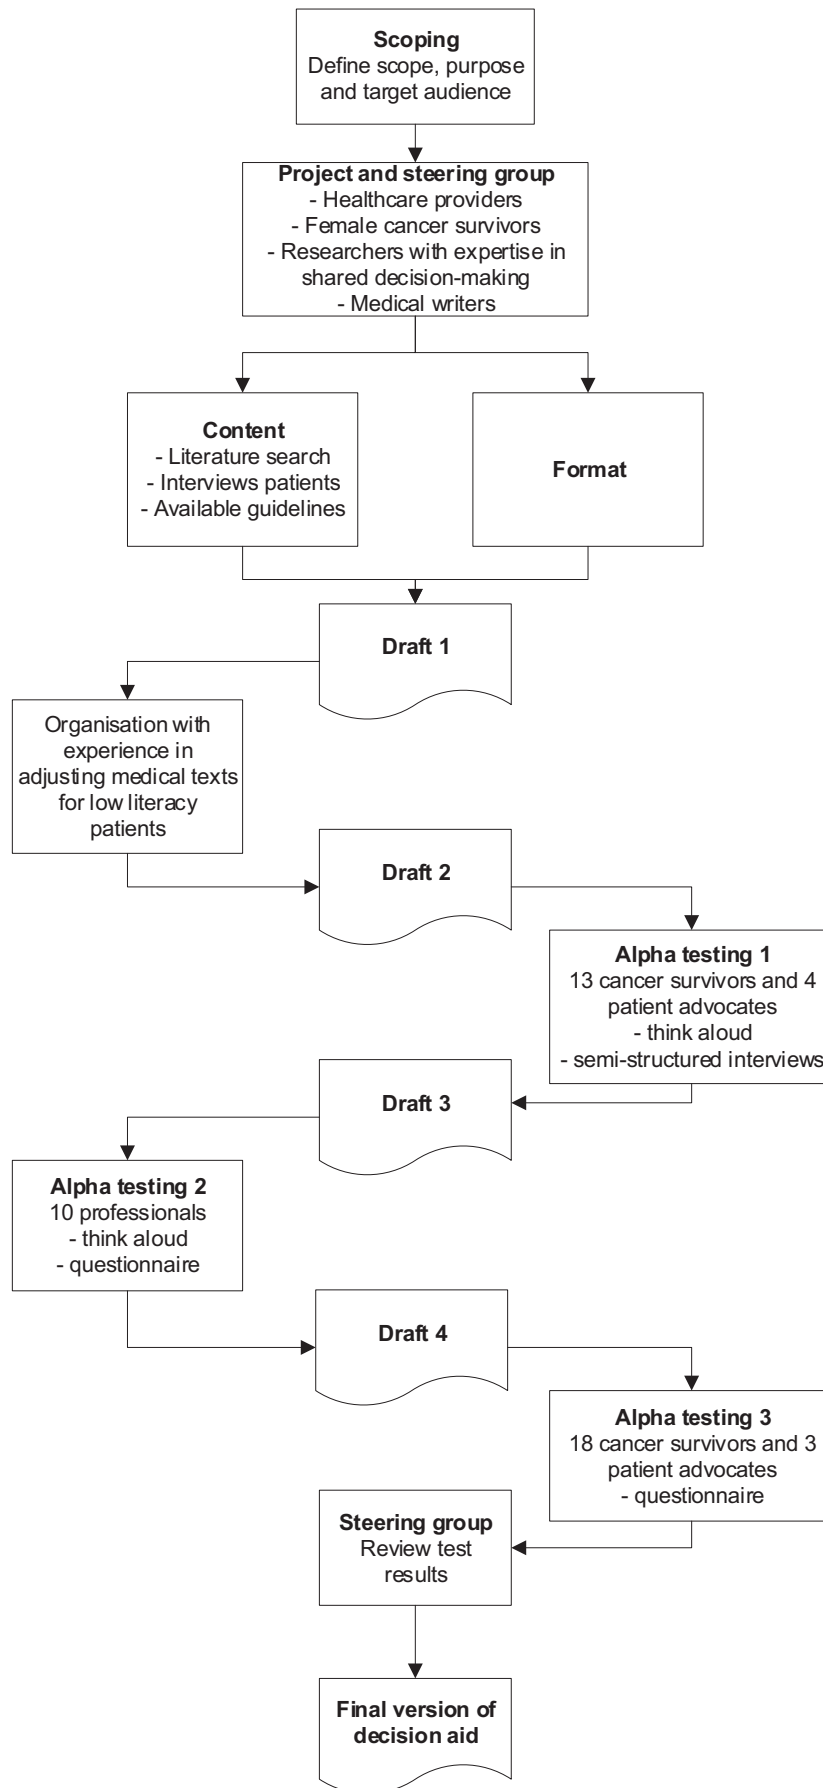 Scoping
Define scope, purpose
and target audience
Project and steering group
- Healthcare providers
- Female cancer survivors
- Researchers with expertise in
shared decision-making
- Medical writers
Content
- Literature search
- Interviews patients
- Available guidelines
Format
Draft 1
Organisation with
experience in
adjusting medical texts
for low literacy
patients
Draft 2
Alpha testing 1
13 cancer survivors and 4
patient advocates
- think aloud
- semi-structured interviews
Draft 3
Alpha testing 2
10 professionals
- think aloud
- questionnaire
Draft 4
Alpha testing 3
18 cancer survivors and 3
patient advocates
- questionnaire
Steering group
Review test
results
Final version of
decision aid